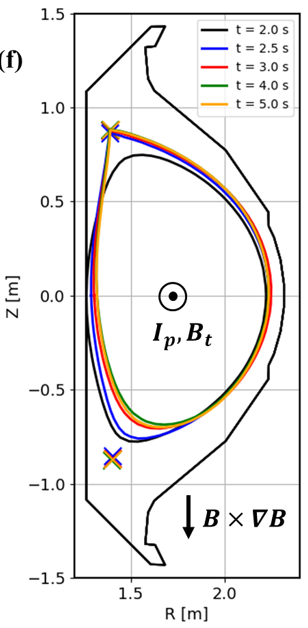 (f)
1.5
t = 2.0 s
t = 2.5 s
t = 3.0 s
t = 4.0 s
t = 5.0 s
1.0
0.5
0.0
I_p, B_t
Z [m]
−0.5
−1.0
B × ∇B
−1.5
1.5 2.0
R [m]